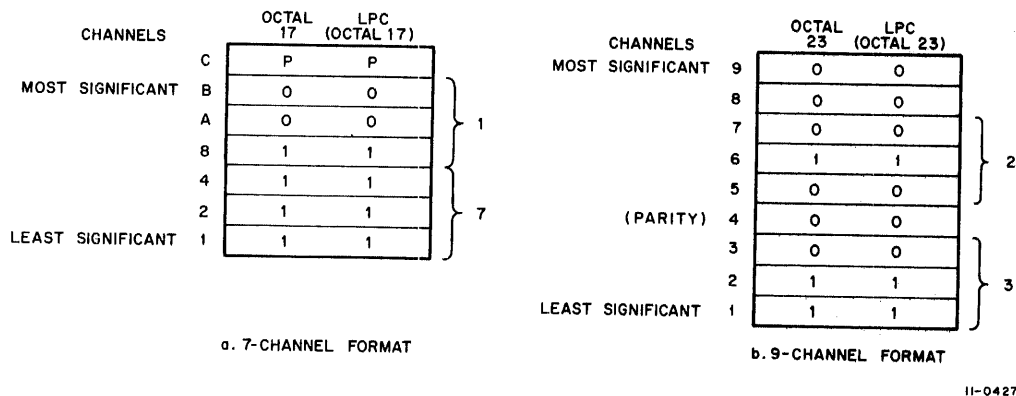 CHANNELS OCTAL 17 LPC (OCTAL 17)
C P P
MOST SIGNIFICANT B 0 0
A 0 0
8 1 1
1
4 1 1
2 1 1
7
LEAST SIGNIFICANT 1 1 1
a. 7-CHANNEL FORMAT
CHANNELS OCTAL 23 LPC (OCTAL 23)
MOST SIGNIFICANT 9 0 0
8 0 0
7 0 0
6 1 1
2
5 0 0
(PARITY) 4 0 0
3 0 0
2 1 1
3
LEAST SIGNIFICANT 1 1 1
b. 9-CHANNEL FORMAT
11-0427